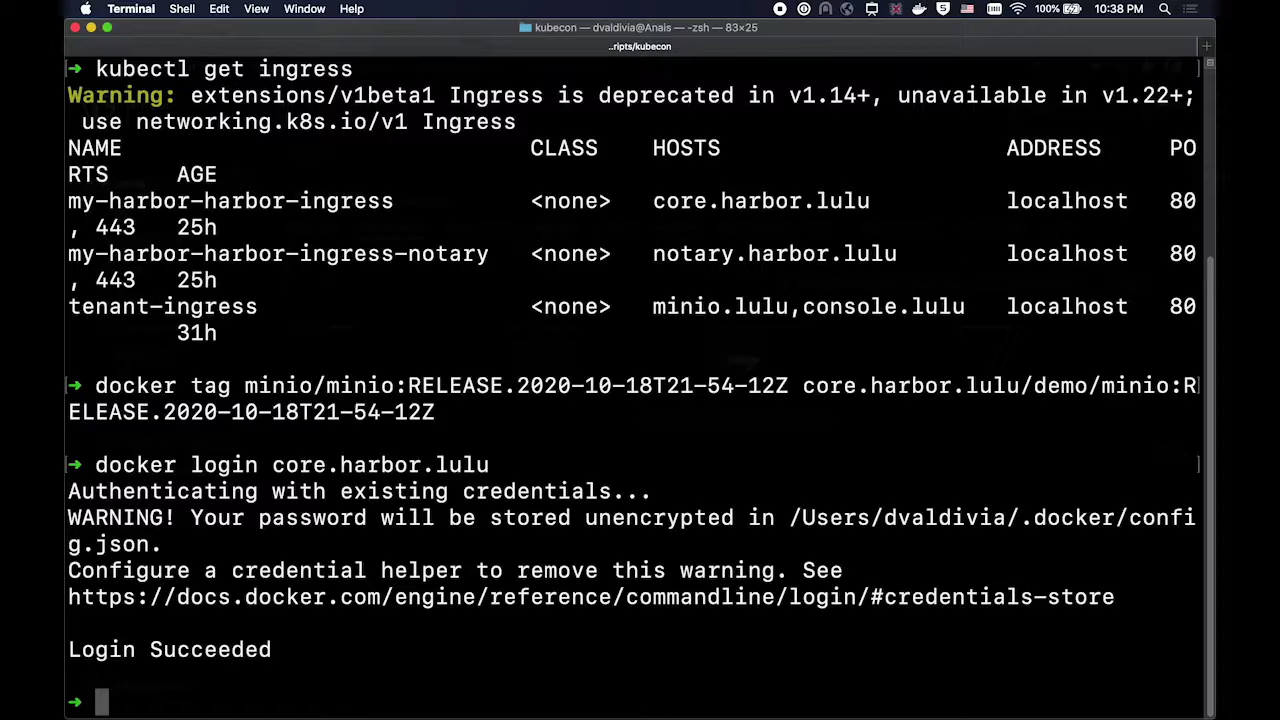 Terminal Shell Edit View Window Help 5 100% 10:38 PM
kubecon — dvaldivia@Anais — -zsh — 83×25
..ripts/kubecon +
➜ kubectl get ingress
Warning: extensions/v1beta1 Ingress is deprecated in v1.14+, unavailable in v1.22+;
use networking.k8s.io/v1 Ingress
NAME CLASS HOSTS ADDRESS PO
RTS AGE
my-harbor-harbor-ingress <none> core.harbor.lulu localhost 80
, 443 25h
my-harbor-harbor-ingress-notary <none> notary.harbor.lulu localhost 80
, 443 25h
tenant-ingress <none> minio.lulu,console.lulu localhost 80
31h
➜ docker tag minio/minio:RELEASE.2020-10-18T21-54-12Z core.harbor.lulu/demo/minio:R
ELEASE.2020-10-18T21-54-12Z
➜ docker login core.harbor.lulu
Authenticating with existing credentials...
WARNING! Your password will be stored unencrypted in /Users/dvaldivia/.docker/confi
g.json.
Configure a credential helper to remove this warning. See
https://docs.docker.com/engine/reference/commandline/login/#credentials-store
Login Succeeded
➜